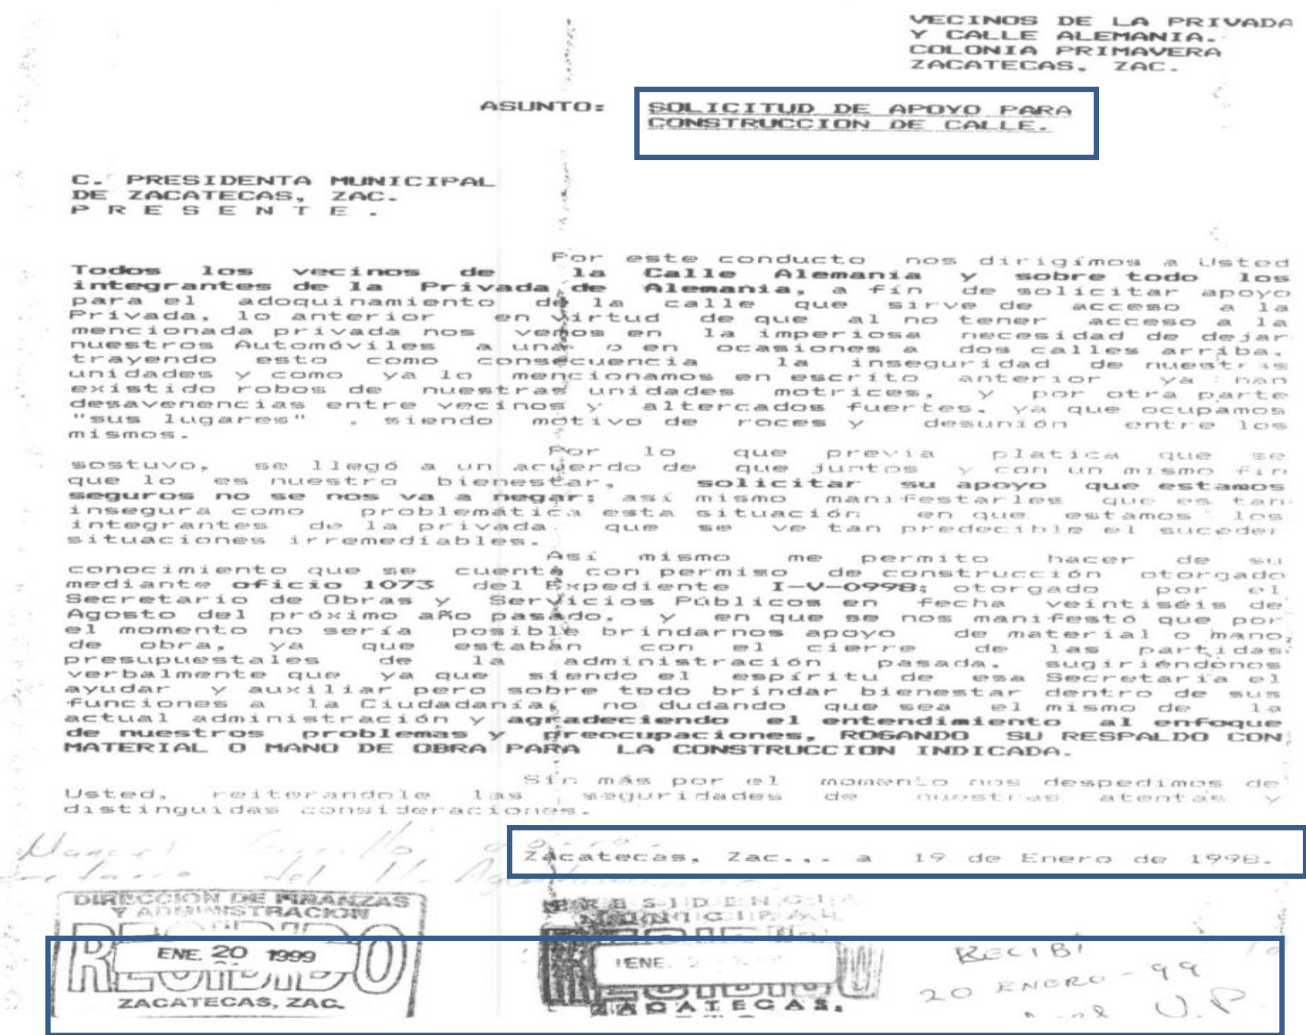 VECINOS DE LA PRIVADA
Y CALLE ALEMANIA.
COLONIA PRIMAVERA
ZACATECAS, ZAC.
ASUNTO: SOLICITUD DE APOYO PARA
CONSTRUCCION DE CALLE.
C. PRESIDENTA MUNICIPAL
DE ZACATECAS, ZAC.
P R E S E N T E .
Por este conducto nos dirigímos a Usted
Todos los vecinos de la Calle Alemania y sobre todo los
integrantes de la Privada de Alemania, a fín de solicitar apoyo
para el adoquinamiento de la calle que sirve de acceso a la
Privada, lo anterior en virtud de que al no tener acceso a la
mencionada privada nos vemos en la imperiosa necesidad de dejar
nuestros Automóviles a una o en ocasiones a dos calles arriba,
trayendo esto como consecuencia la inseguridad de nuestras
unidades y como ya lo mencionamos en escrito anterior ya han
existido robos de nuestras unidades motrices, y por otra parte
desavenencias entre vecinos y altercados fuertes, ya que ocupamos
"sus lugares" , siendo motivo de roces y desunión entre los
mismos.
Por lo que previa platica que se
sostuvo, se llegó a un acuerdo de que juntos y con un mismo fin
que lo es nuestro bienestar, solicitar su apoyo que estamos
seguros no se nos va a negar; así mismo manifestarles que es tan
insegura como problemática esta situación en que estamos los
integrantes de la privada que se ve tan predecible el suceder
situaciones irremediables.
Así mismo me permito hacer de su
conocimiento que se cuenta con permiso de construcción otorgado
mediante oficio 1073 del Expediente I-V-0998; otorgado por el
Secretario de Obras y Servicios Públicos en fecha veintiséis de
Agosto del próximo año pasado, y en que se nos manifestó que por
el momento no sería posible brindarnos apoyo de material o mano
de obra, ya que estabán con el cierre de las partidas
presupuestales de la administración pasada, sugiriéndonos
verbalmente que ya que siendo el espíritu de esa Secretaría el
ayudar y auxiliar pero sobre todo brindar bienestar dentro de sus
funciones a la Ciudadanía, no dudando que sea el mismo de la
actual administración y agradeciendo el entendimiento al enfoque
de nuestros problemas y preocupaciones, ROGANDO SU RESPALDO CON
MATERIAL O MANO DE OBRA PARA LA CONSTRUCCION INDICADA.
Sin más por el momento nos despedimos de
Usted, reiterandole las seguridades de nuestras atentas y
distinguidas consideraciones.
Zacatecas, Zac.,. a 19 de Enero de 1998.
DIRECCION DE FINANZAS
Y ADMINISTRACION
RECIBIDO
ENE. 20 1999
ZACATECAS, ZAC.
PRESIDENCIA
MUNICIPAL
RECIBIDO
ENE.
ZACATECAS,
RECIBÍ
20 ENERO - 99
U.P